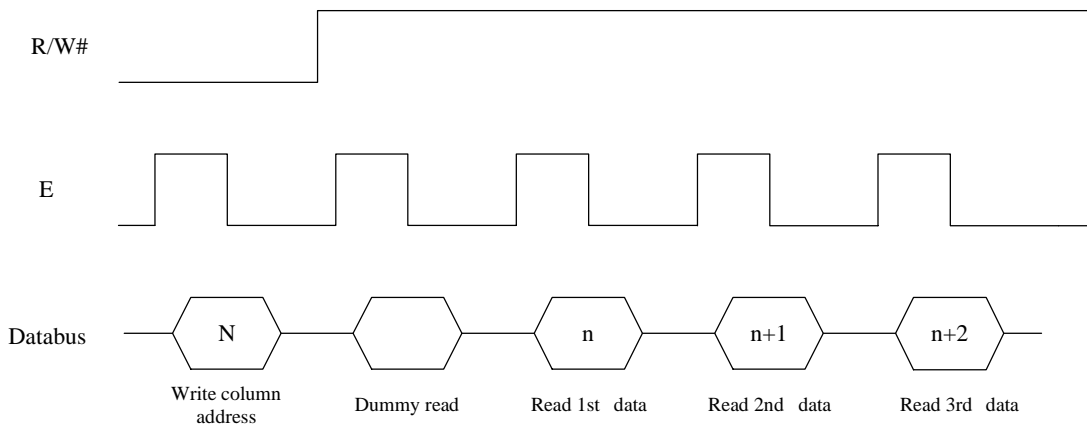 R/W#
E
Databus
N
n
n+1
n+2
Write column
address
Dummy read
Read 1st data
Read 2nd data
Read 3rd data